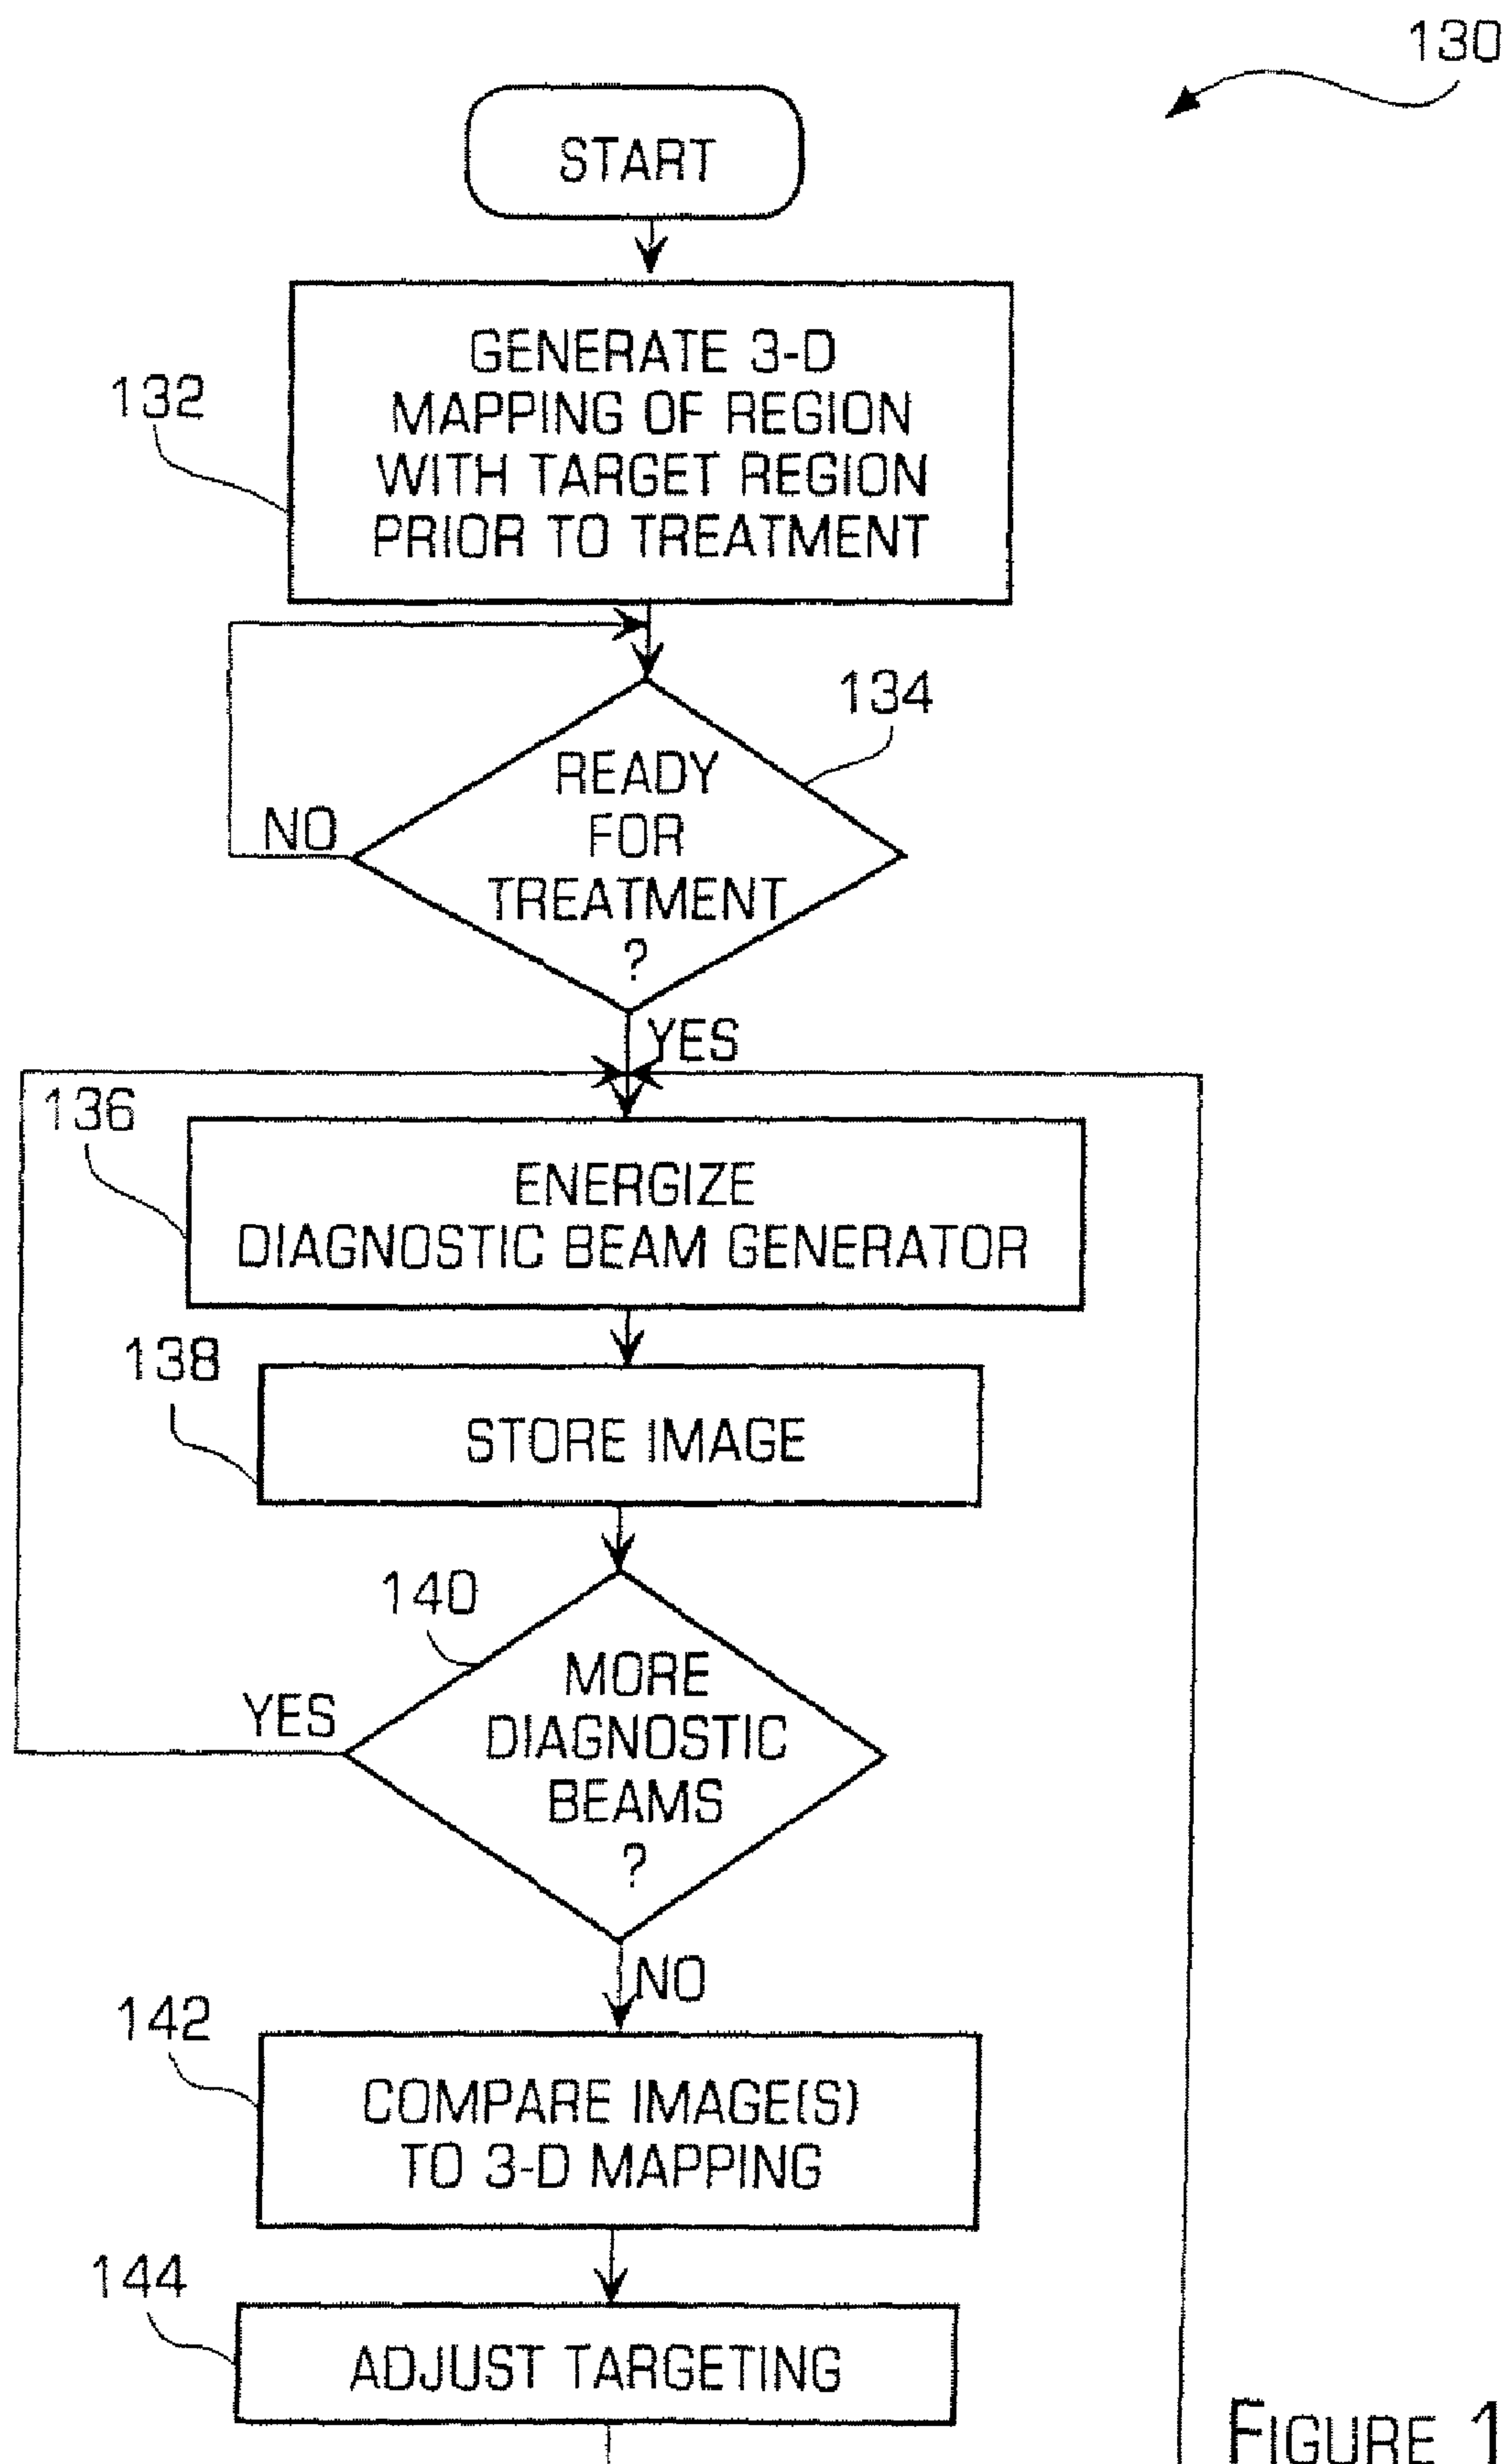 130
START
132
GENERATE 3-D
MAPPING OF REGION
WITH TARGET REGION
PRIOR TO TREATMENT
134
READY
FOR
TREATMENT
?
NO
YES
136
ENERGIZE
DIAGNOSTIC BEAM GENERATOR
138
STORE IMAGE
140
MORE
DIAGNOSTIC
BEAMS
?
YES
NO
142
COMPARE IMAGE(S)
TO 3-D MAPPING
144
ADJUST TARGETING
FIGURE 1